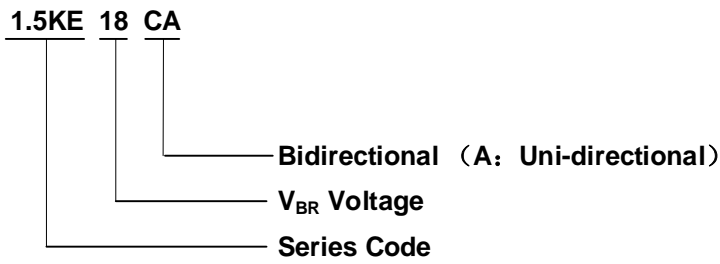 1.5KE 18 CA
Bidirectional （A：Uni-directional）
VBR Voltage
Series Code